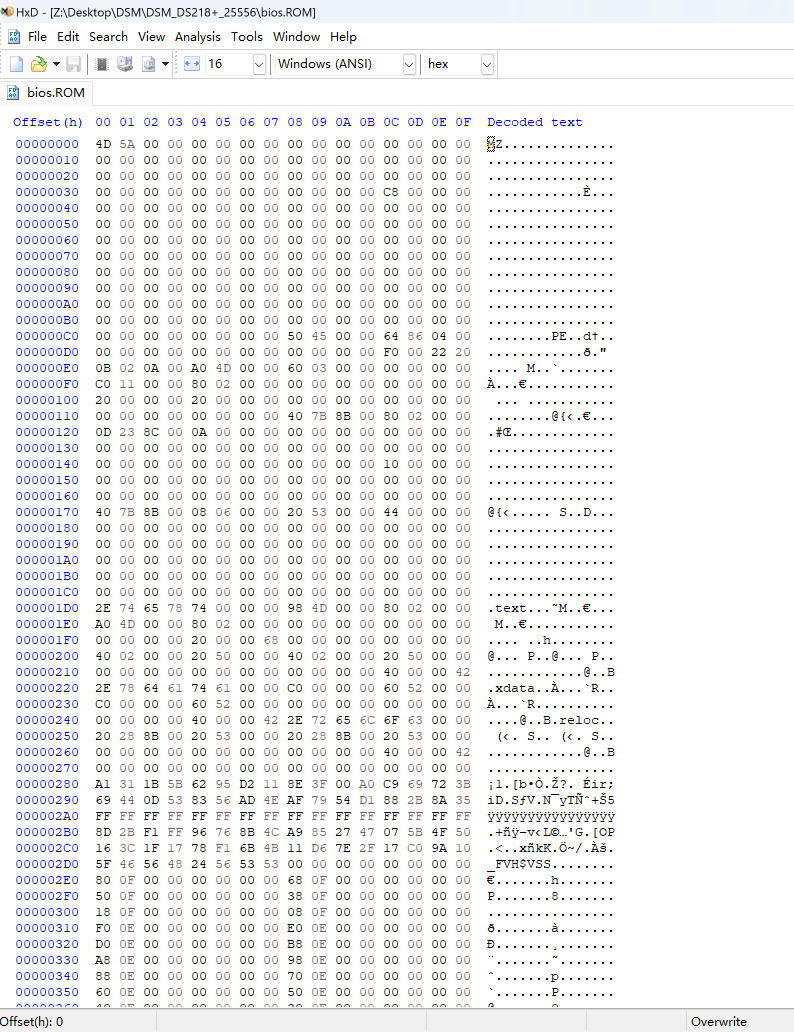 HxD - [Z:\Desktop\DSM\DSM_DS218+_25556\bios.ROM]
File Edit Search View Analysis Tools Window Help
16 Windows (ANSI) hex
bios.ROM
Offset(h) 00 01 02 03 04 05 06 07 08 09 0A 0B 0C 0D 0E 0F Decoded text
00000000 4D 5A 00 00 00 00 00 00 00 00 00 00 00 00 00 00 MZ..............
00000010 00 00 00 00 00 00 00 00 00 00 00 00 00 00 00 00 ................
00000020 00 00 00 00 00 00 00 00 00 00 00 00 00 00 00 00 ................
00000030 00 00 00 00 00 00 00 00 00 00 00 00 C8 00 00 00 ............È...
00000040 00 00 00 00 00 00 00 00 00 00 00 00 00 00 00 00 ................
00000050 00 00 00 00 00 00 00 00 00 00 00 00 00 00 00 00 ................
00000060 00 00 00 00 00 00 00 00 00 00 00 00 00 00 00 00 ................
00000070 00 00 00 00 00 00 00 00 00 00 00 00 00 00 00 00 ................
00000080 00 00 00 00 00 00 00 00 00 00 00 00 00 00 00 00 ................
00000090 00 00 00 00 00 00 00 00 00 00 00 00 00 00 00 00 ................
000000A0 00 00 00 00 00 00 00 00 00 00 00 00 00 00 00 00 ................
000000B0 00 00 00 00 00 00 00 00 00 00 00 00 00 00 00 00 ................
000000C0 00 00 00 00 00 00 00 00 50 45 00 00 64 86 04 00 ........PE..d†..
000000D0 00 00 00 00 00 00 00 00 00 00 00 00 F0 00 22 20 ............ð." 
000000E0 0B 02 0A 00 A0 4D 00 00 60 03 00 00 00 00 00 00 .... M..`.......
000000F0 C0 11 00 00 80 02 00 00 00 00 00 00 00 00 00 00 À...€...........
00000100 20 00 00 00 20 00 00 00 00 00 00 00 00 00 00 00  ... ...........
00000110 00 00 00 00 00 00 00 00 40 7B 8B 00 80 02 00 00 ........@{‹.€...
00000120 0D 23 8C 00 0A 00 00 00 00 00 00 00 00 00 00 00 .#Œ.............
00000130 00 00 00 00 00 00 00 00 00 00 00 00 00 00 00 00 ................
00000140 00 00 00 00 00 00 00 00 00 00 00 00 10 00 00 00 ................
00000150 00 00 00 00 00 00 00 00 00 00 00 00 00 00 00 00 ................
00000160 00 00 00 00 00 00 00 00 00 00 00 00 00 00 00 00 ................
00000170 40 7B 8B 00 08 06 00 00 20 53 00 00 44 00 00 00 @{‹..... S..D...
00000180 00 00 00 00 00 00 00 00 00 00 00 00 00 00 00 00 ................
00000190 00 00 00 00 00 00 00 00 00 00 00 00 00 00 00 00 ................
000001A0 00 00 00 00 00 00 00 00 00 00 00 00 00 00 00 00 ................
000001B0 00 00 00 00 00 00 00 00 00 00 00 00 00 00 00 00 ................
000001C0 00 00 00 00 00 00 00 00 00 00 00 00 00 00 00 00 ................
000001D0 2E 74 65 78 74 00 00 00 98 4D 00 00 80 02 00 00 .text...˜M..€...
000001E0 A0 4D 00 00 80 02 00 00 00 00 00 00 00 00 00 00  M..€...........
000001F0 00 00 00 00 20 00 00 68 00 00 00 00 00 00 00 00 .... ..h........
00000200 40 02 00 00 20 50 00 00 40 02 00 00 20 50 00 00 @... P..@... P..
00000210 00 00 00 00 00 00 00 00 00 00 00 00 40 00 00 42 ............@..B
00000220 2E 78 64 61 74 61 00 00 C0 00 00 00 60 52 00 00 .xdata..À...`R..
00000230 C0 00 00 00 60 52 00 00 00 00 00 00 00 00 00 00 À...`R..........
00000240 00 00 00 00 40 00 00 42 2E 72 65 6C 6F 63 00 00 ....@..B.reloc..
00000250 20 28 8B 00 20 53 00 00 20 28 8B 00 20 53 00 00  (‹. S.. (‹. S..
00000260 00 00 00 00 00 00 00 00 00 00 00 00 40 00 00 42 ............@..B
00000270 00 00 00 00 00 00 00 00 00 00 00 00 00 00 00 00 ................
00000280 A1 31 1B 5B 62 95 D2 11 8E 3F 00 A0 C9 69 72 3B ¡1.[b•Ò.Ž?. Éir;
00000290 69 44 0D 53 83 56 AD 4E AF 79 54 D1 88 2B 8A 35 iD.SƒV.N¯yTÑˆ+Š5
000002A0 FF FF FF FF FF FF FF FF FF FF FF FF FF FF FF FF ÿÿÿÿÿÿÿÿÿÿÿÿÿÿÿÿ
000002B0 8D 2B F1 FF 96 76 8B 4C A9 85 27 47 07 5B 4F 50 .+ñÿ–v‹L©…'G.[OP
000002C0 16 3C 1F 17 78 F1 6B 4B 11 D6 7E 2F 17 C0 9A 10 .<..xñkK.Ö~/.Àš.
000002D0 5F 46 56 48 24 56 53 53 00 00 00 00 00 00 00 00 _FVH$VSS........
000002E0 80 0F 00 00 00 00 00 00 68 0F 00 00 00 00 00 00 €.......h.......
000002F0 50 0F 00 00 00 00 00 00 38 0F 00 00 00 00 00 00 P.......8.......
00000300 18 0F 00 00 00 00 00 00 08 0F 00 00 00 00 00 00 ................
00000310 F0 0E 00 00 00 00 00 00 E0 0E 00 00 00 00 00 00 ð.......à.......
00000320 D0 0E 00 00 00 00 00 00 B8 0E 00 00 00 00 00 00 Ð.......¸.......
00000330 A8 0E 00 00 00 00 00 00 98 0E 00 00 00 00 00 00 ¨.......˜.......
00000340 88 0E 00 00 00 00 00 00 70 0E 00 00 00 00 00 00 ˆ.......p.......
00000350 60 0E 00 00 00 00 00 00 50 0E 00 00 00 00 00 00 `.......P.......
Offset(h): 0 Overwrite